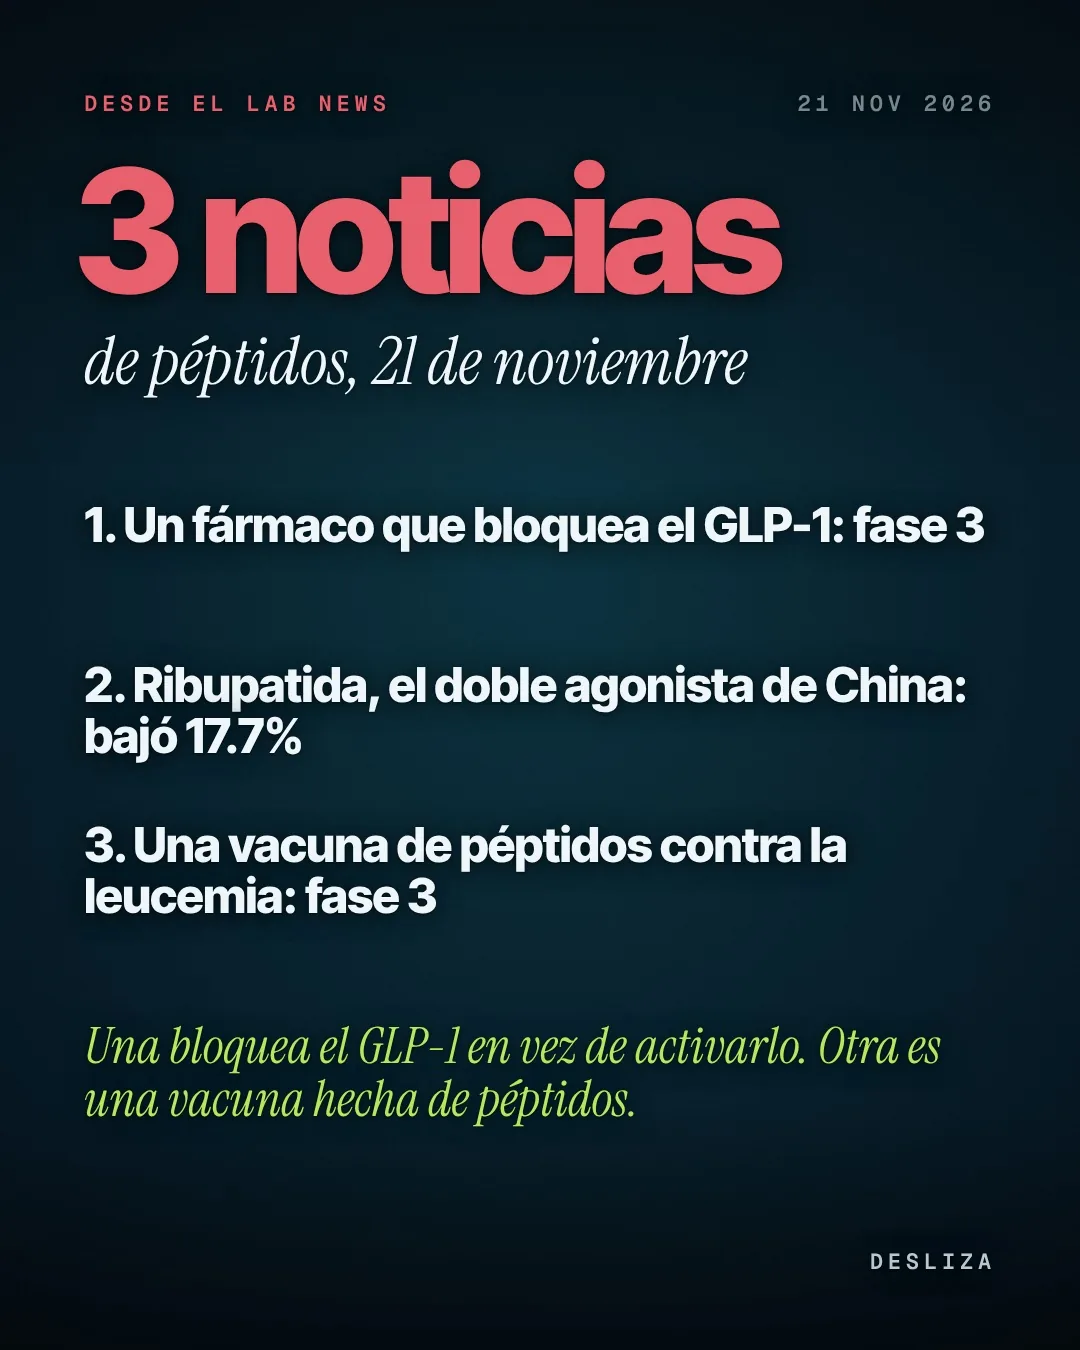 DESDE EL LAB NEWS
21 NOV 2026
3 noticias
de péptidos, 21 de noviembre
1. Un fármaco que bloquea el GLP-1: fase 3
2. Ribupatida, el doble agonista de China:
bajó 17.7%
3. Una vacuna de péptidos contra la
leucemia: fase 3
Una bloquea el GLP-1 en vez de activarlo. Otra es
una vacuna hecha de péptidos.
DESLIZA